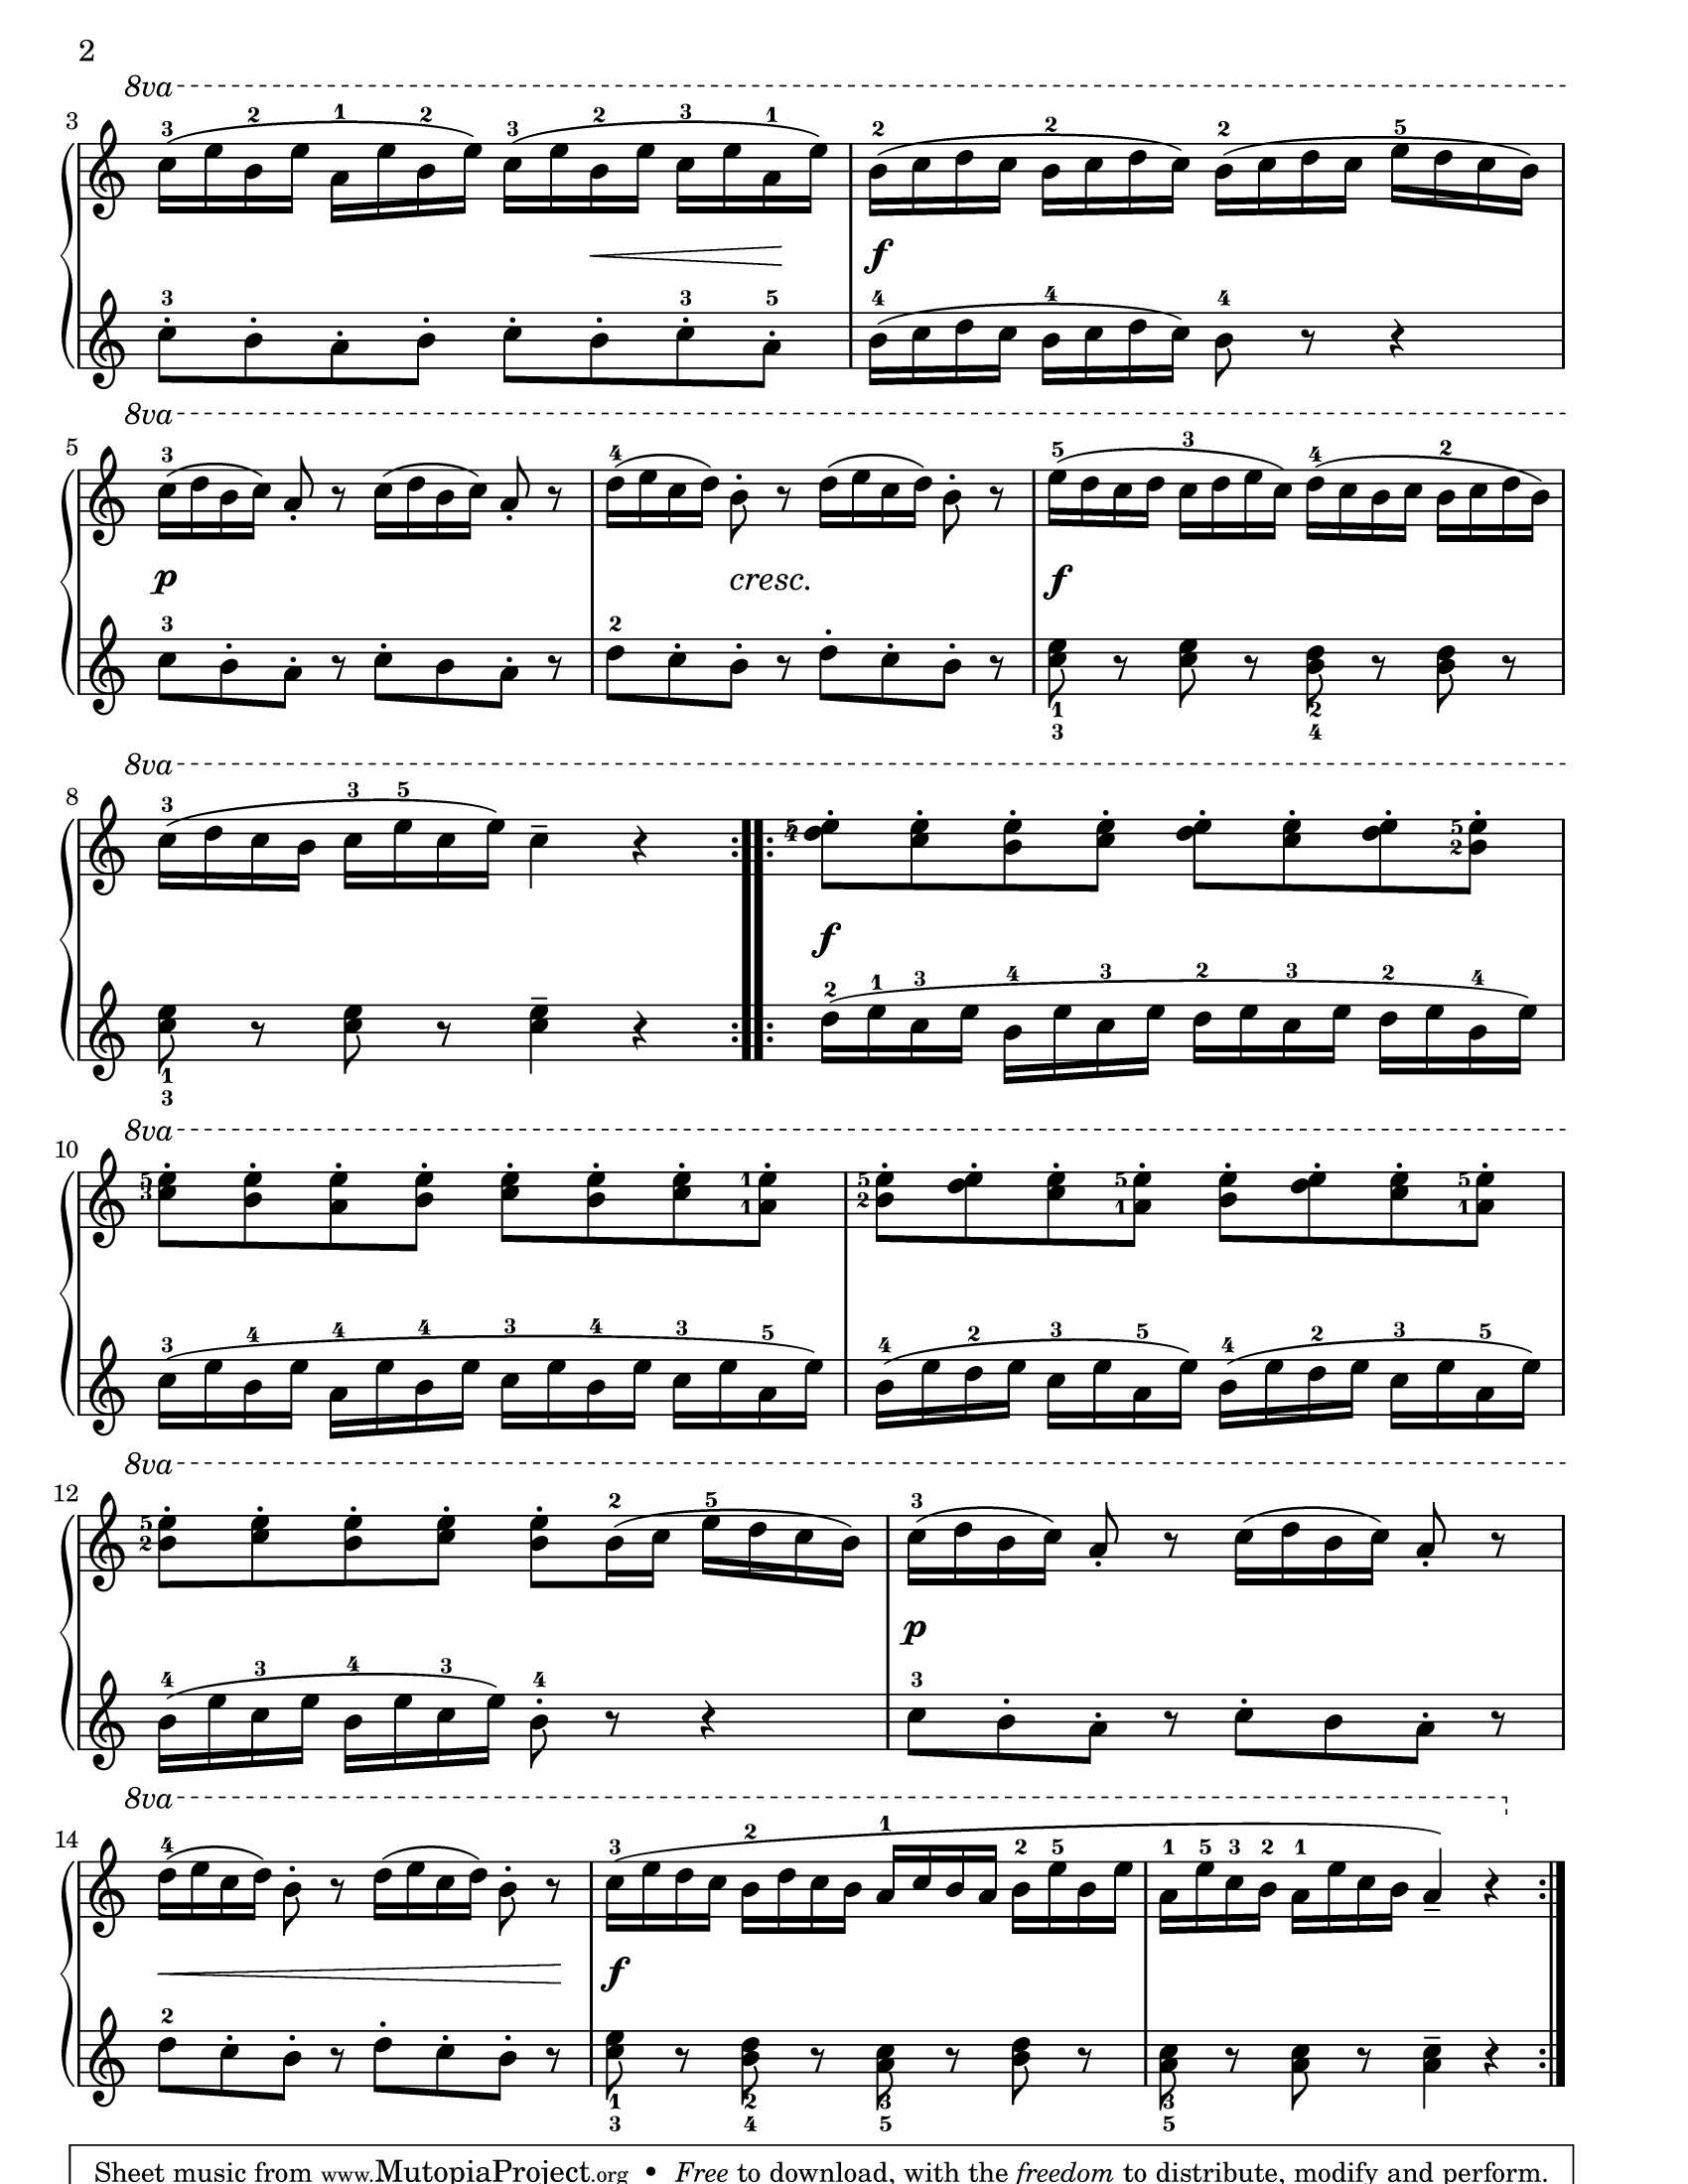 2
8va
3
3 2 1 2 3 2 3 1 2 2 2 5
f
3 3 5 4 4 4
8va
5
3 4 5 3 4 2
p cresc. f
3 2 1 2
3 4
8va
8
3 3 5 5 5
4 2
f
2 1 3 4 3 2 3 2 4
1
3
8va
10
5 1 5 5 5
3 1 2 1 1
3 4 4 4 3 4 3 5 4 2 3 5 4 2 3 5
8va
12
5 2 5 3
2
p
4 3 4 3 4 3
8va
14
4 3 2 1 2 5 1 5 3 2 1
f
2 1 2 3 3
3 4 5 5
Sheet music from www.MutopiaProject.org • Free to download, with the freedom to distribute, modify and perform.